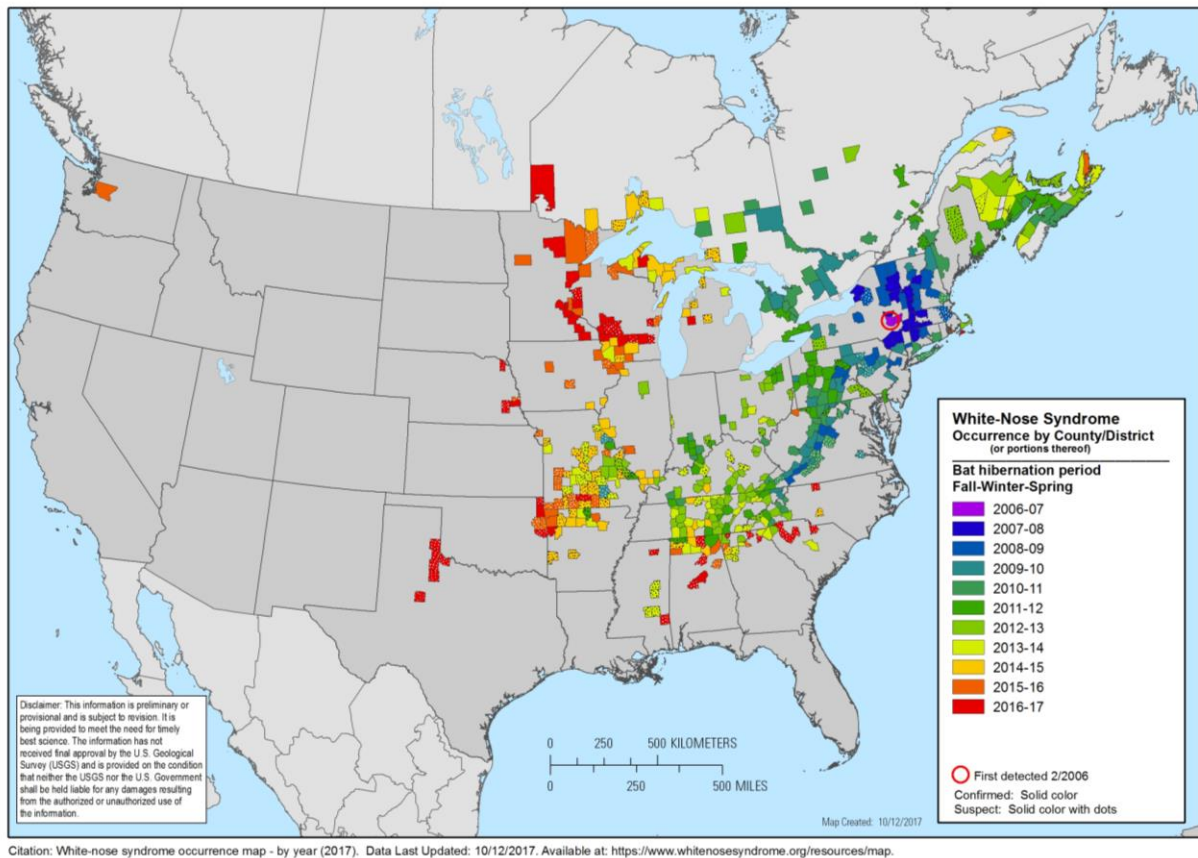 White-Nose Syndrome
Occurrence by County/District
(or portions thereof)
Bat hibernation period
Fall-Winter-Spring
2006-07
2007-08
2008-09
2009-10
2010-11
2011-12
2012-13
2013-14
2014-15
2015-16
2016-17
First detected 2/2006
Confirmed: Solid color
Suspect: Solid color with dots
Disclaimer: This information is preliminary or
provisional and is subject to revision. It is
being provided to meet the need for timely
best science. The information has not
received final approval by the U.S. Geological
Survey (USGS) and is provided on the condition
that neither the USGS nor the U.S. Government
shall be held liable for any damages resulting
from the authorized or unauthorized use of
the information.
0 250 500 KILOMETERS
0 250 500 MILES
Map Created: 10/12/2017
Citation: White-nose syndrome occurrence map - by year (2017). Data Last Updated: 10/12/2017. Available at: https://www.whitenosesyndrome.org/resources/map.